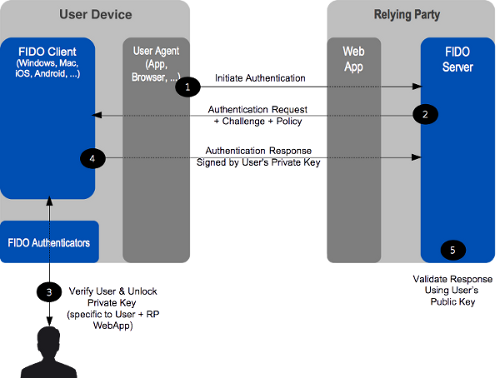 User Device
Relying Party
FIDO Client
(Windows, Mac,
iOS, Android, ...)
User Agent
(App,
Browser, ...)
Web
App
FIDO
Server
1
Initiate Authentication
Authentication Request
+ Challenge + Policy
2
4
Authentication Response
Signed by User's Private Key
FIDO Authenticators
5
Validate Response
Using User's
Public Key
3
Verify User & Unlock
Private Key
(specific to User + RP
WebApp)